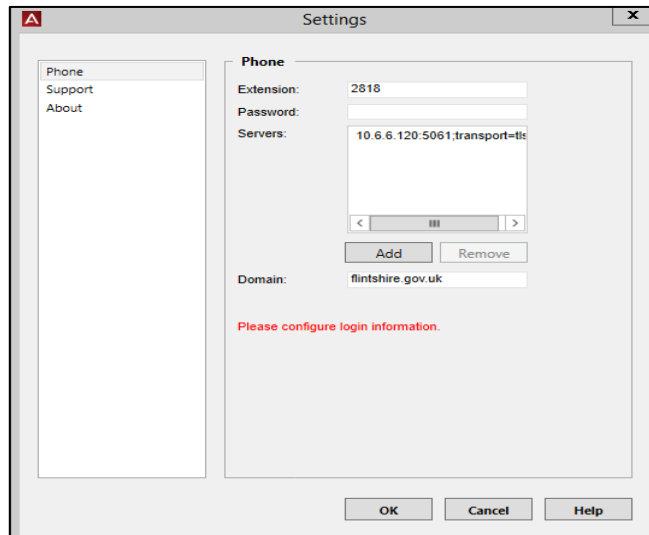 Settings
x
Phone
Support
About
Phone
Extension: 2818
Password:
Servers: 10.6.6.120:5061;transport=tls
Add Remove
Domain: flintshire.gov.uk
Please configure login information.
OK Cancel Help